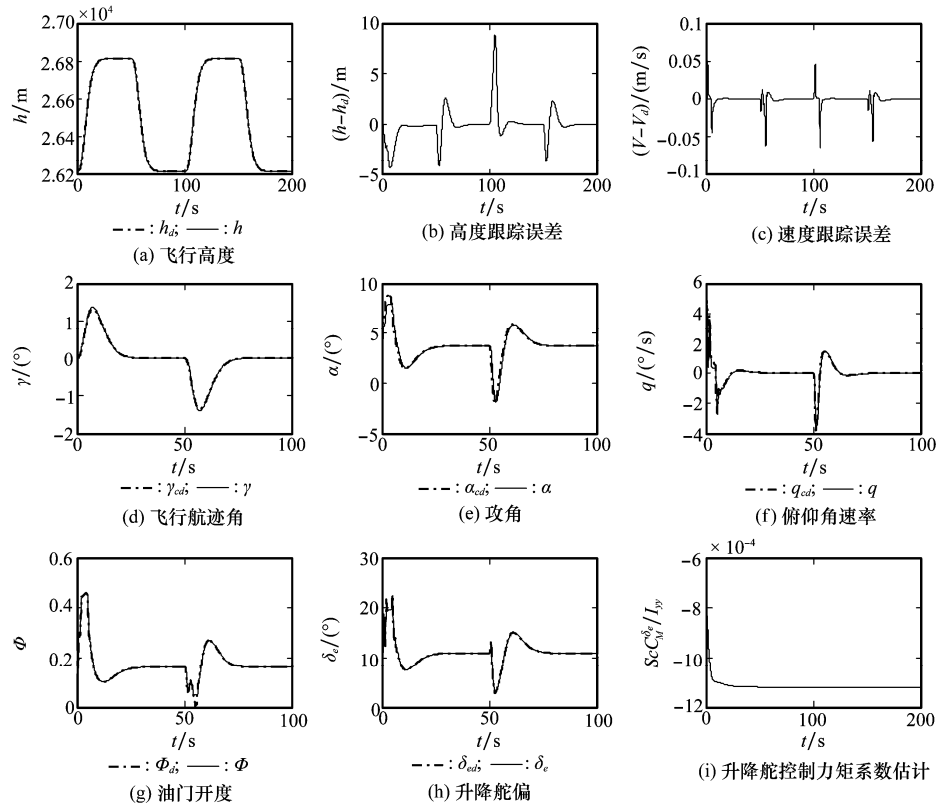 ×10⁴
2.70
2.68
2.66
2.64
2.62
0
100
200
h/m
t/s
: h_d; : h
(a) 飞行高度
10
5
0
−5
0
100
200
(h−h_d)/m
t/s
(b) 高度跟踪误差
0.1
0.05
0
−0.05
−0.1
0
100
200
(V−V_d)/(m/s)
t/s
(c) 速度跟踪误差
2
1
0
−1
−2
0
50
100
γ/(°)
t/s
: γ_cd; : γ
(d) 飞行航迹角
10
5
0
−5
0
50
100
α/(°)
t/s
: α_cd; : α
(e) 攻角
6
4
2
0
−2
−4
0
50
100
q/(°/s)
t/s
: q_cd; : q
(f) 俯仰角速率
0.6
0.4
0.2
0
0
50
100
Φ
t/s
: Φ_d; : Φ
(g) 油门开度
30
20
10
0
0
50
100
δ_e/(°)
t/s
: δ_ed; : δ_e
(h) 升降舵偏
× 10⁻⁴
−6
−8
−10
−12
0
100
200
ScC_M^δ_e/I_yy
t/s
(i) 升降舵控制力矩系数估计